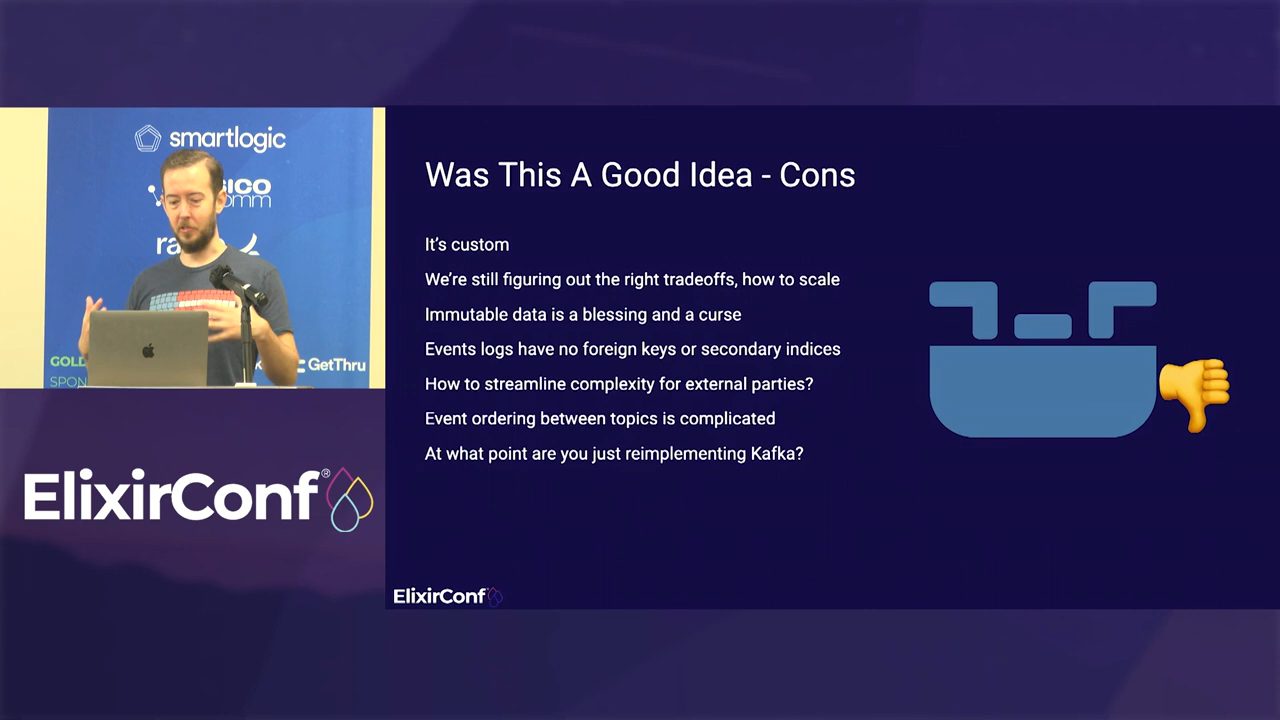 smartlogic
GOLD
SPON
GetThru
ElixirConf®
Was This A Good Idea - Cons
It’s custom
We’re still figuring out the right tradeoffs, how to scale
Immutable data is a blessing and a curse
Events logs have no foreign keys or secondary indices
How to streamline complexity for external parties?
Event ordering between topics is complicated
At what point are you just reimplementing Kafka?
ElixirConf